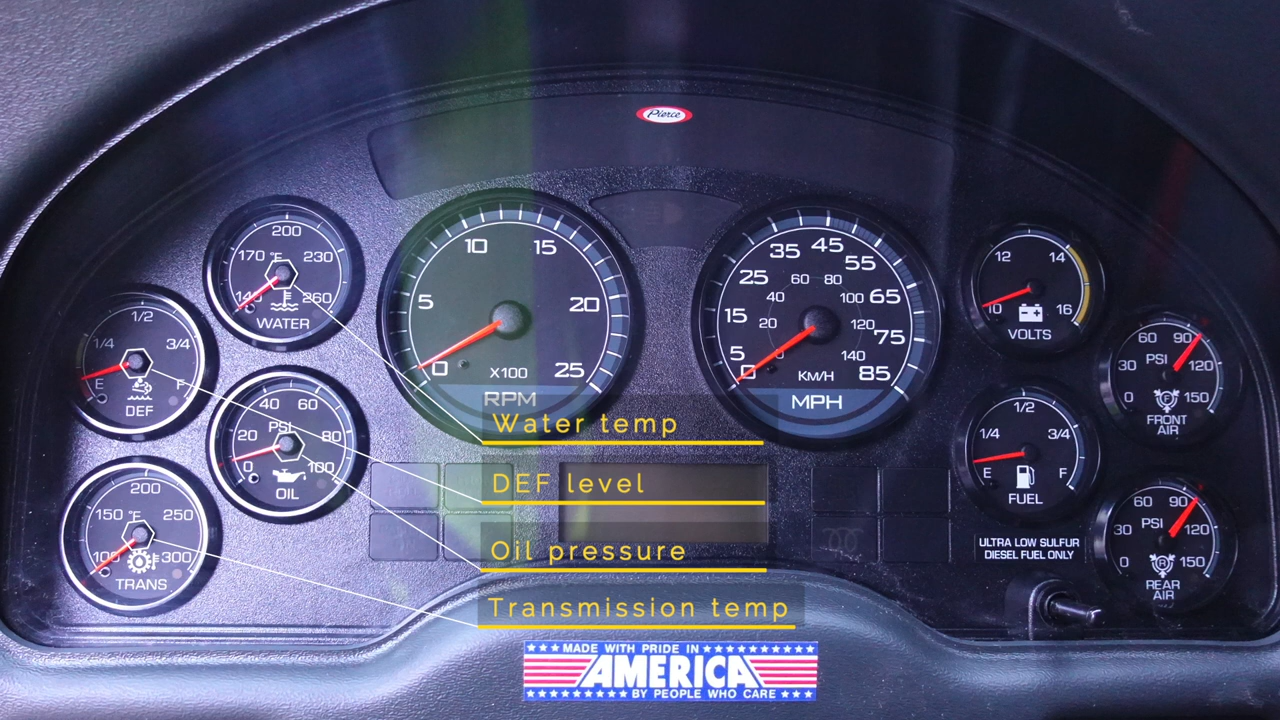 Pierce
200
170 °F 230
140 260
WATER
1/2
1/4 3/4
E F
DEF
40 60
PSI
20 80
0 100
OIL
200
150 °F 250
100 300
TRANS
10 15
5 20
0 X100 25
RPM
35 45
25 55
60 80
40 100
15 65
20 120
75
5 140
0 KM/H 85
MPH
12 14
10 16
VOLTS
1/2
1/4 3/4
E F
FUEL
ULTRA LOW SULFUR
DIESEL FUEL ONLY
60 90
PSI
30 120
0 F 150
FRONT
AIR
60 90
PSI
30 120
0 R 150
REAR
AIR
Water temp
DEF level
Oil pressure
Transmission temp
MADE WITH PRIDE IN
AMERICA
BY PEOPLE WHO CARE